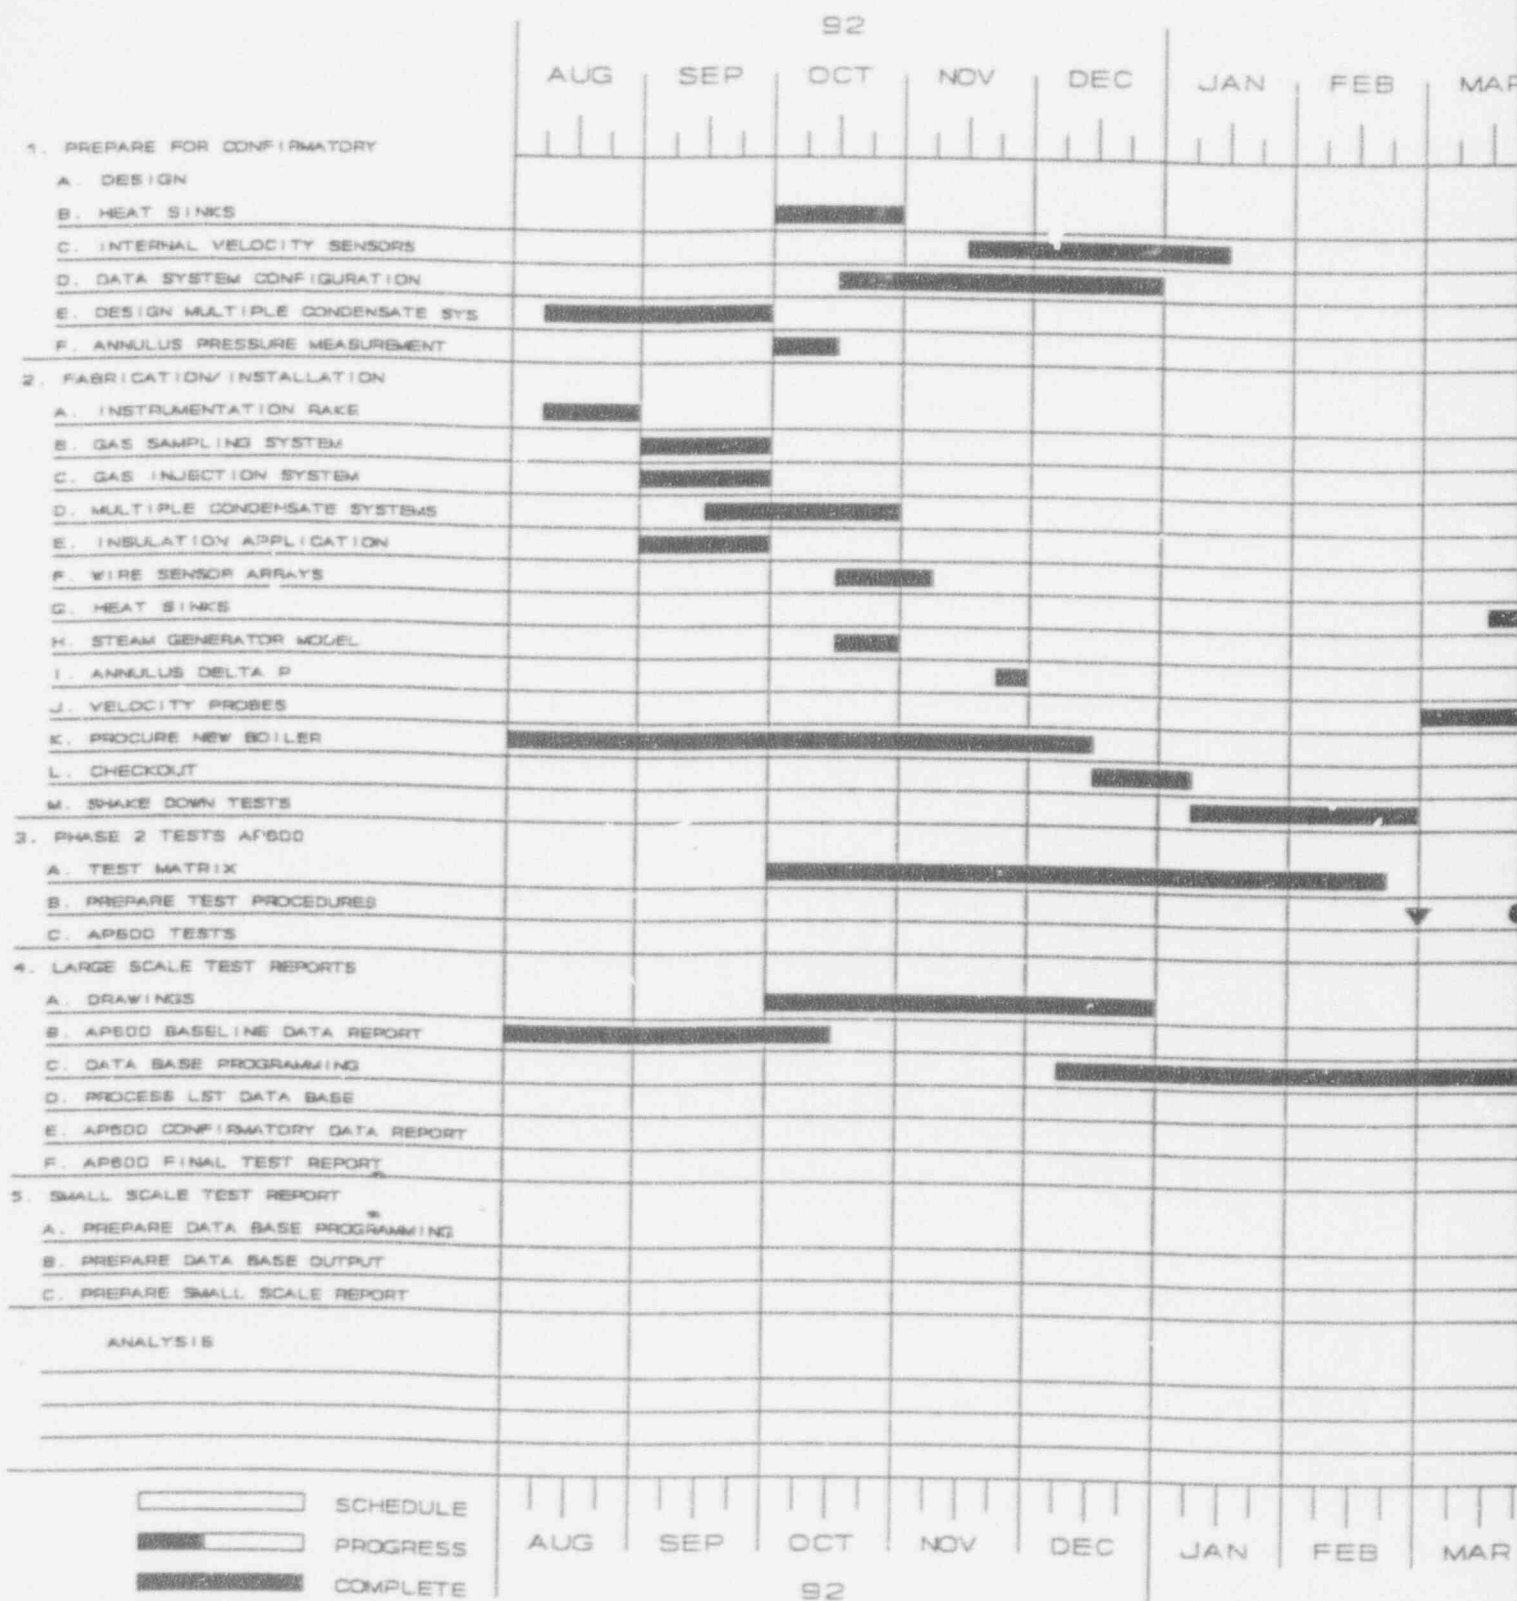 92
AUG SEP OCT NOV DEC JAN FEB MAR
1. PREPARE FOR CONFIRMATORY
A. DESIGN
B. HEAT SINKS
C. INTERNAL VELOCITY SENSORS
D. DATA SYSTEM CONFIGURATION
E. DESIGN MULTIPLE CONDENSATE SYS
F. ANNULUS PRESSURE MEASUREMENT
2. FABRICATION/INSTALLATION
A. INSTRUMENTATION RAKE
B. GAS SAMPLING SYSTEM
C. GAS INJECTION SYSTEM
D. MULTIPLE CONDENSATE SYSTEMS
E. INSULATION APPLICATION
F. WIRE SENSOR ARRAYS
G. HEAT SINKS
H. STEAM GENERATOR MODEL
I. ANNULUS DELTA P
J. VELOCITY PROBES
K. PROCURE NEW BOILER
L. CHECKOUT
M. SHAKE DOWN TESTS
3. PHASE 2 TESTS AP600
A. TEST MATRIX
B. PREPARE TEST PROCEDURES
C. AP600 TESTS
4. LARGE SCALE TEST REPORTS
A. DRAWINGS
B. AP600 BASELINE DATA REPORT
C. DATA BASE PROGRAMMING
D. PROCESS LST DATA BASE
E. AP600 CONFIRMATORY DATA REPORT
F. AP600 FINAL TEST REPORT
5. SMALL SCALE TEST REPORT
A. PREPARE DATA BASE PROGRAMMING
B. PREPARE DATA BASE OUTPUT
C. PREPARE SMALL SCALE REPORT
ANALYSIS
SCHEDULE
PROGRESS
COMPLETE
AUG SEP OCT NOV DEC JAN FEB MAR
92